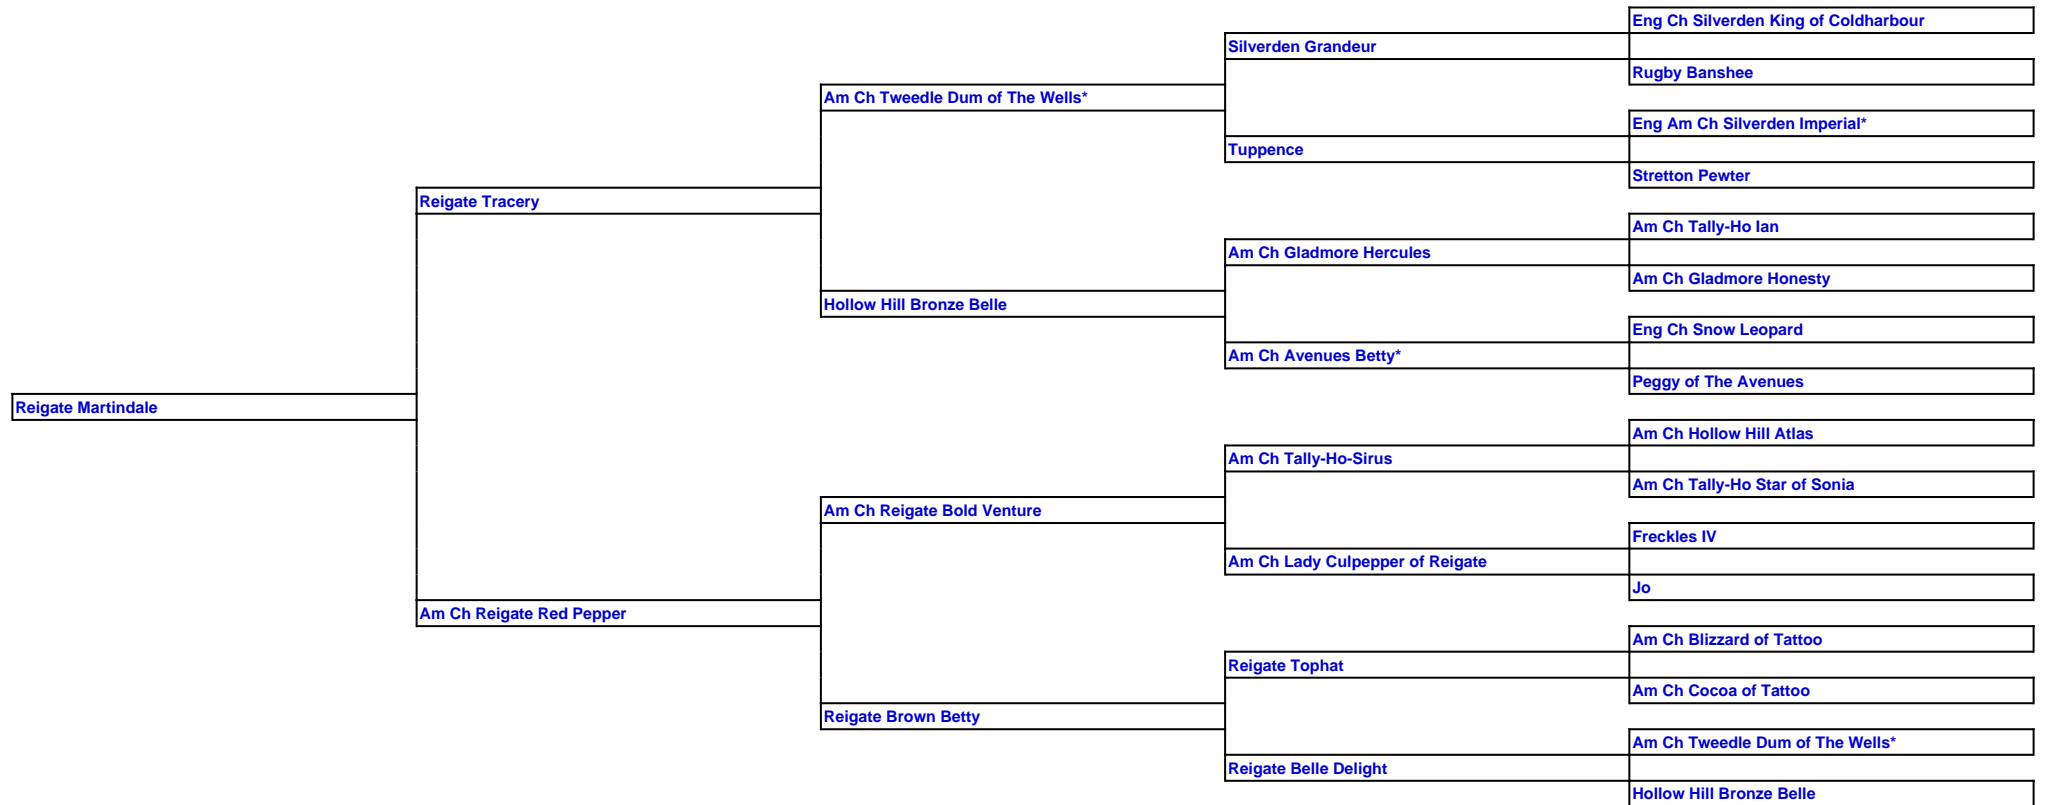 Eng Ch Silverden King of Coldharbour
Silverden Grandeur
Rugby Banshee
Am Ch Tweedle Dum of The Wells*
Eng Am Ch Silverden Imperial*
Tuppence
Stretton Pewter
Reigate Tracery
Am Ch Tally-Ho Ian
Am Ch Gladmore Hercules
Am Ch Gladmore Honesty
Hollow Hill Bronze Belle
Eng Ch Snow Leopard
Am Ch Avenues Betty*
Peggy of The Avenues
Reigate Martindale
Am Ch Hollow Hill Atlas
Am Ch Tally-Ho-Sirus
Am Ch Tally-Ho Star of Sonia
Am Ch Reigate Bold Venture
Freckles IV
Am Ch Lady Culpepper of Reigate
Jo
Am Ch Reigate Red Pepper
Am Ch Blizzard of Tattoo
Reigate Tophat
Am Ch Cocoa of Tattoo
Reigate Brown Betty
Am Ch Tweedle Dum of The Wells*
Reigate Belle Delight
Hollow Hill Bronze Belle